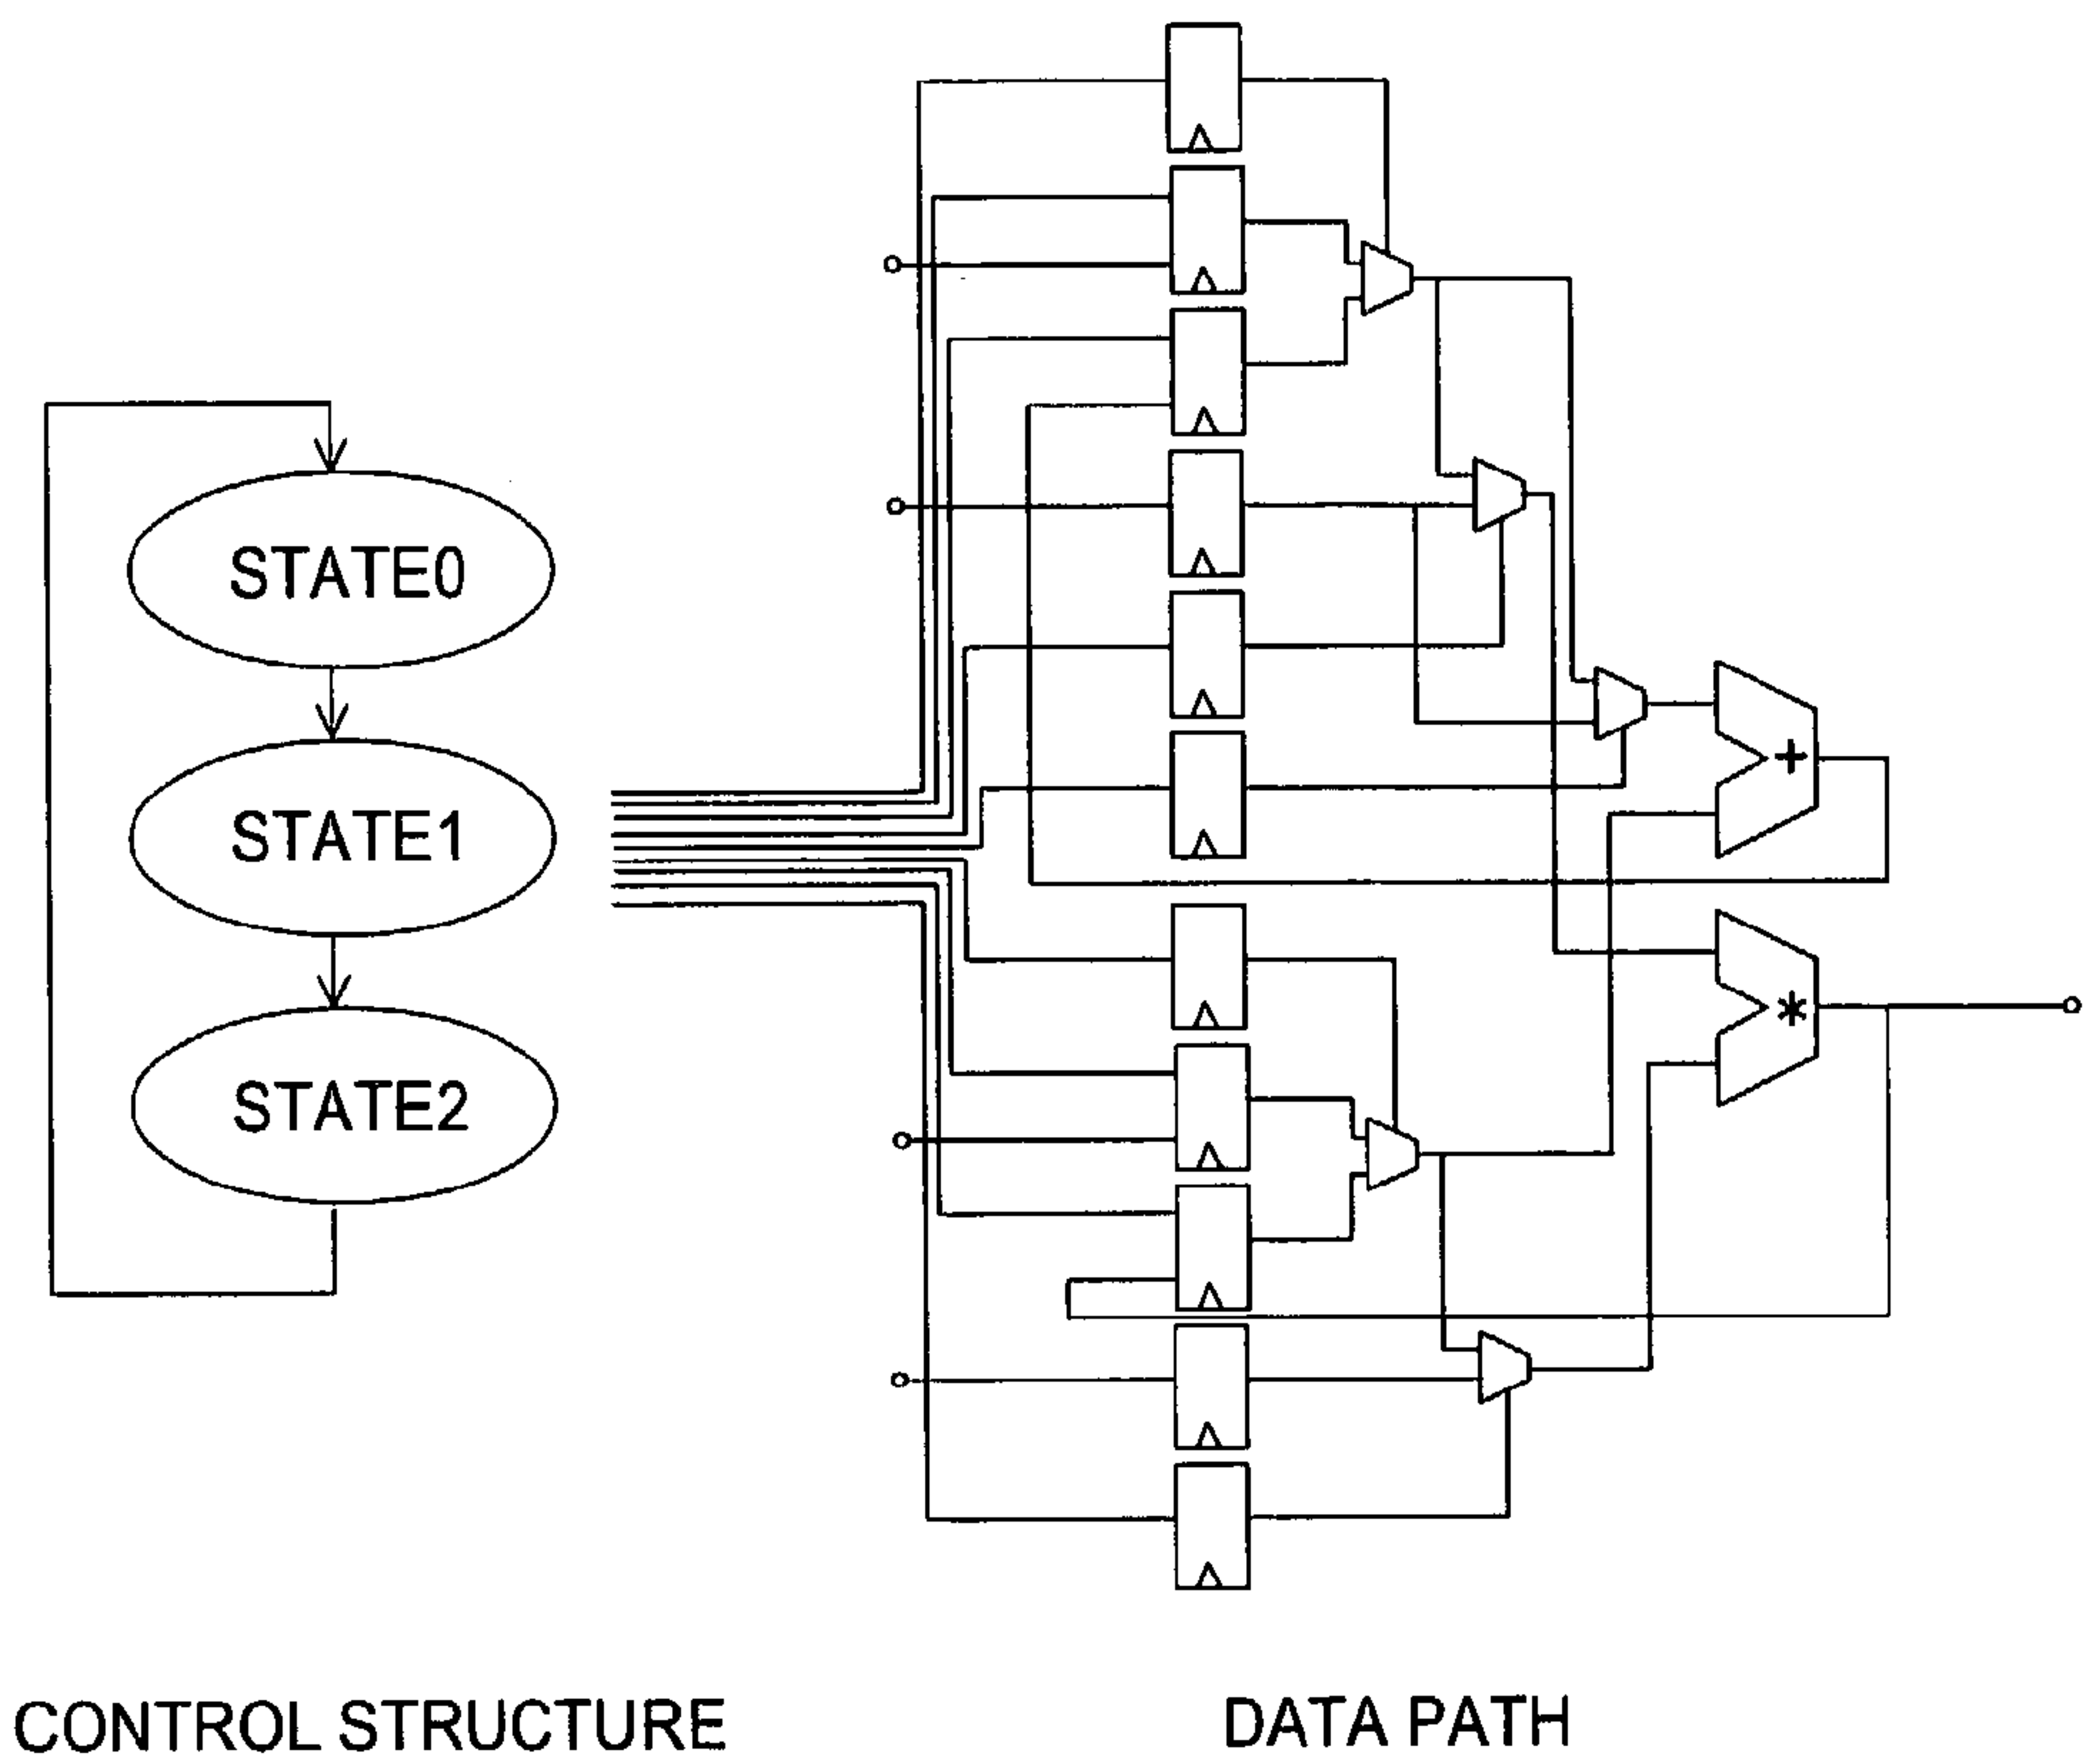 STATE0
STATE1
STATE2
+
*
CONTROL STRUCTURE
DATA PATH